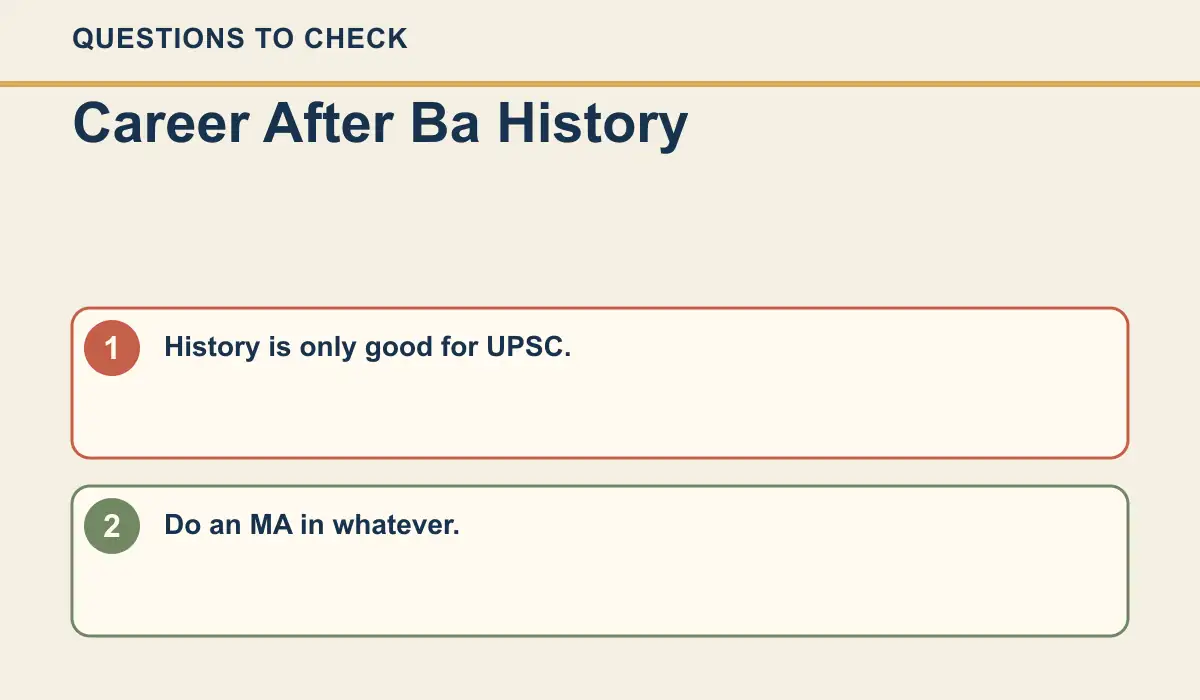 QUESTIONS TO CHECK
Career After Ba History
1 History is only good for UPSC.
2 Do an MA in whatever.